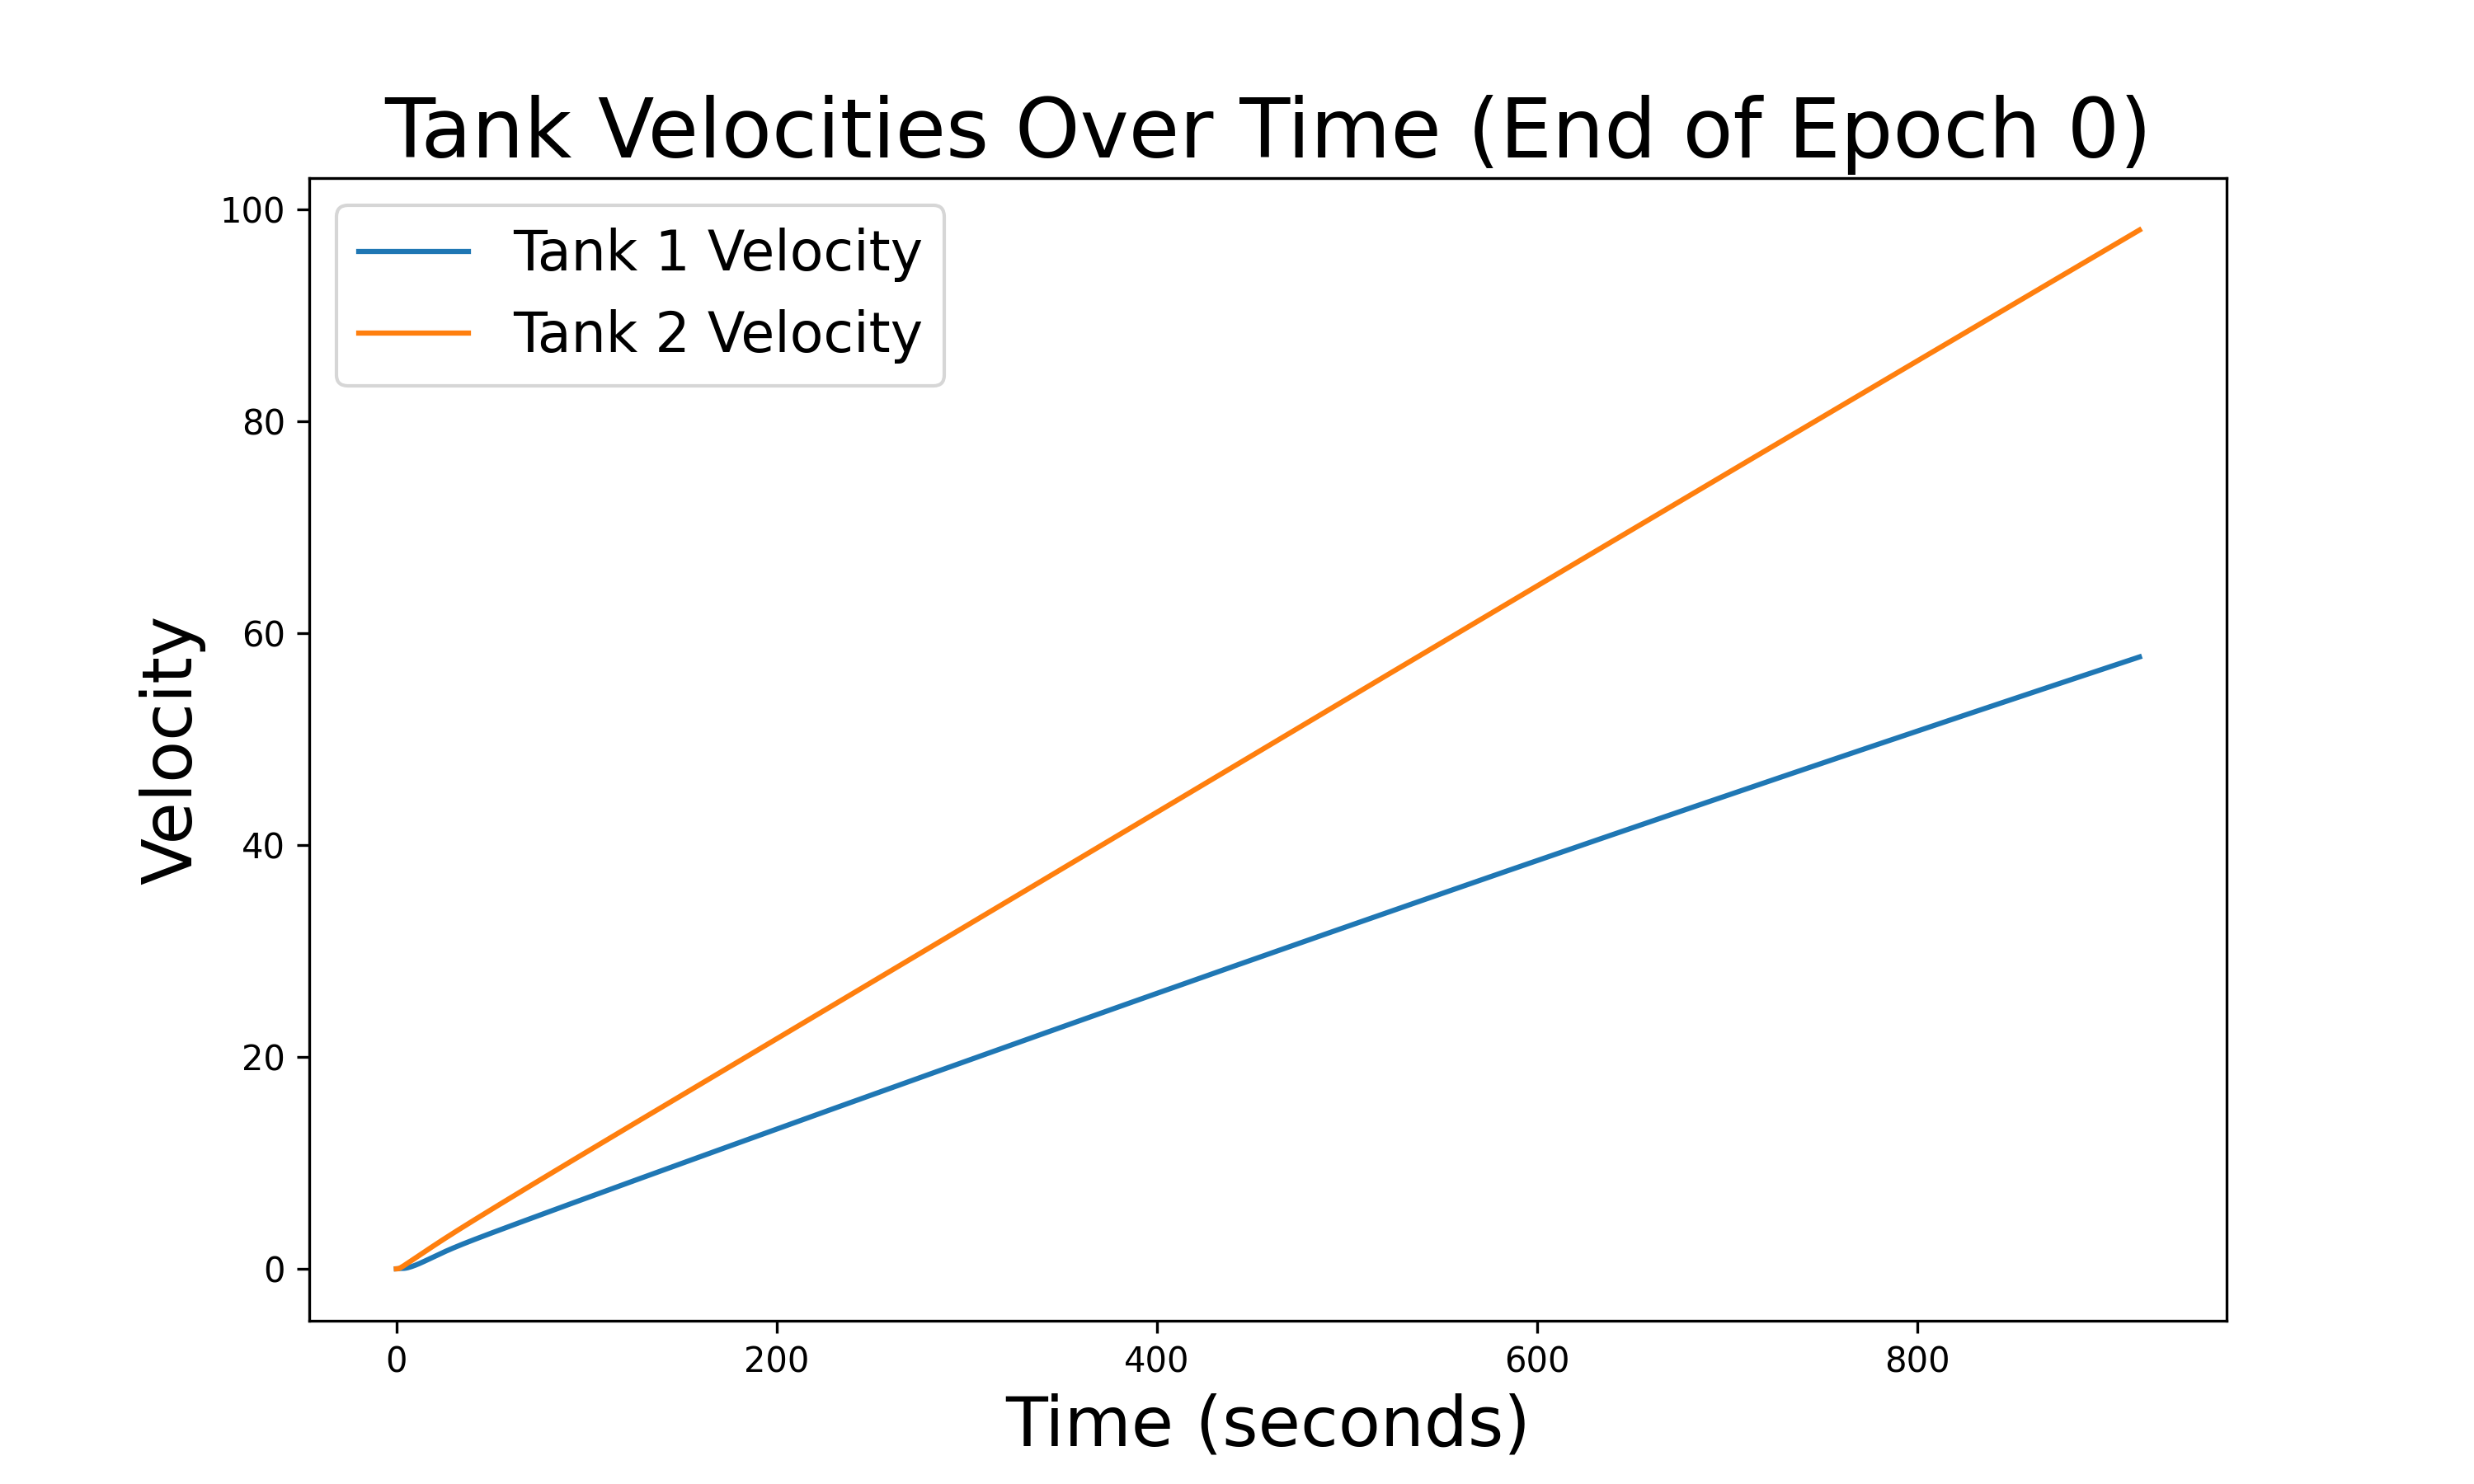 Tank Velocities Over Time (End of Epoch 0)
100
80
60
40
20
0
Velocity
Tank 1 Velocity
Tank 2 Velocity
0 200 400 600 800
Time (seconds)